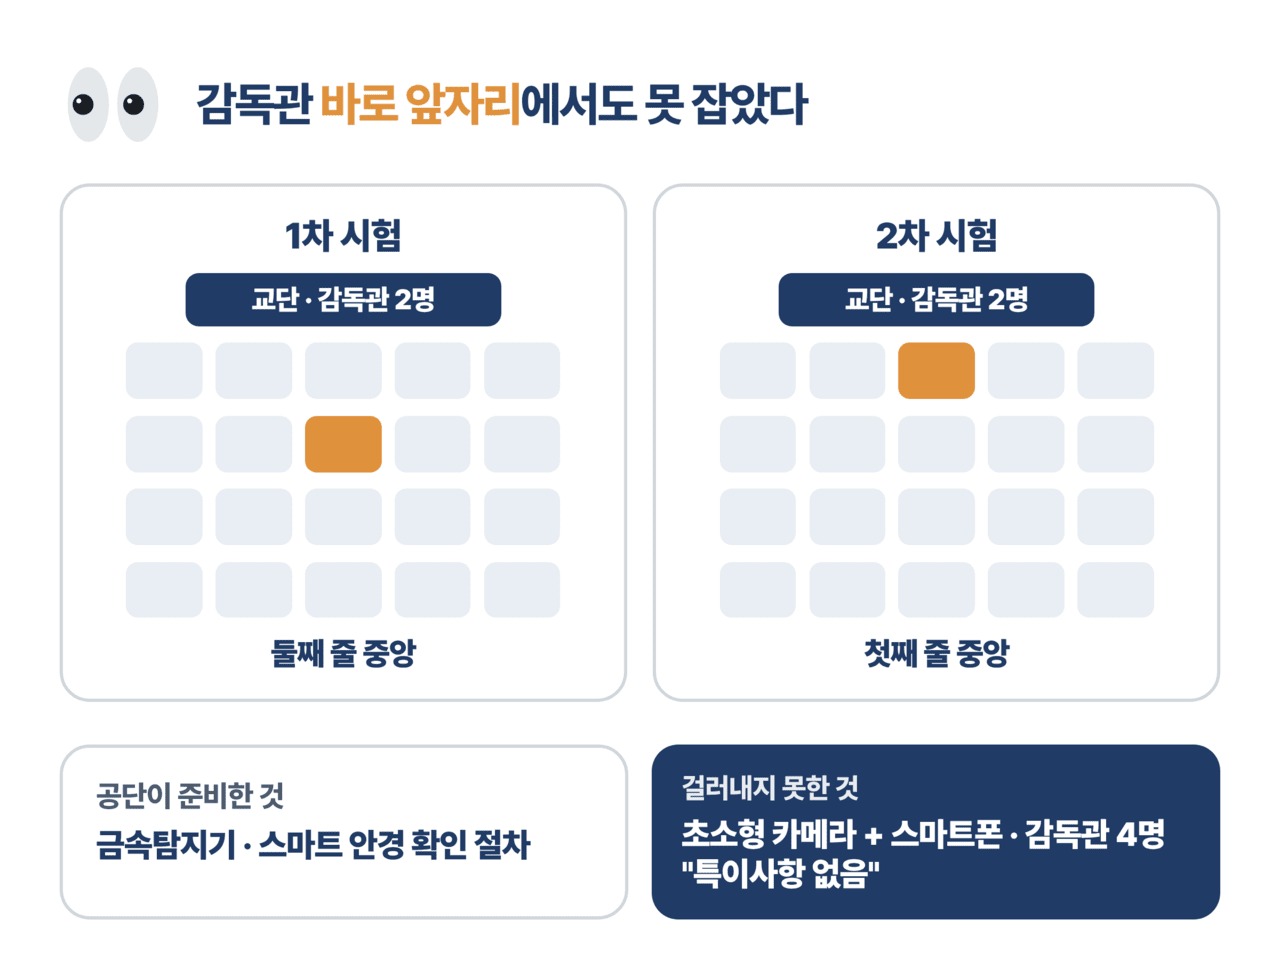 감독관 바로 앞자리에서도 못 잡았다
1차 시험
교단 · 감독관 2명
둘째 줄 중앙
2차 시험
교단 · 감독관 2명
첫째 줄 중앙
공단이 준비한 것
금속탐지기 · 스마트 안경 확인 절차
걸러내지 못한 것
초소형 카메라 + 스마트폰 · 감독관 4명
"특이사항 없음"